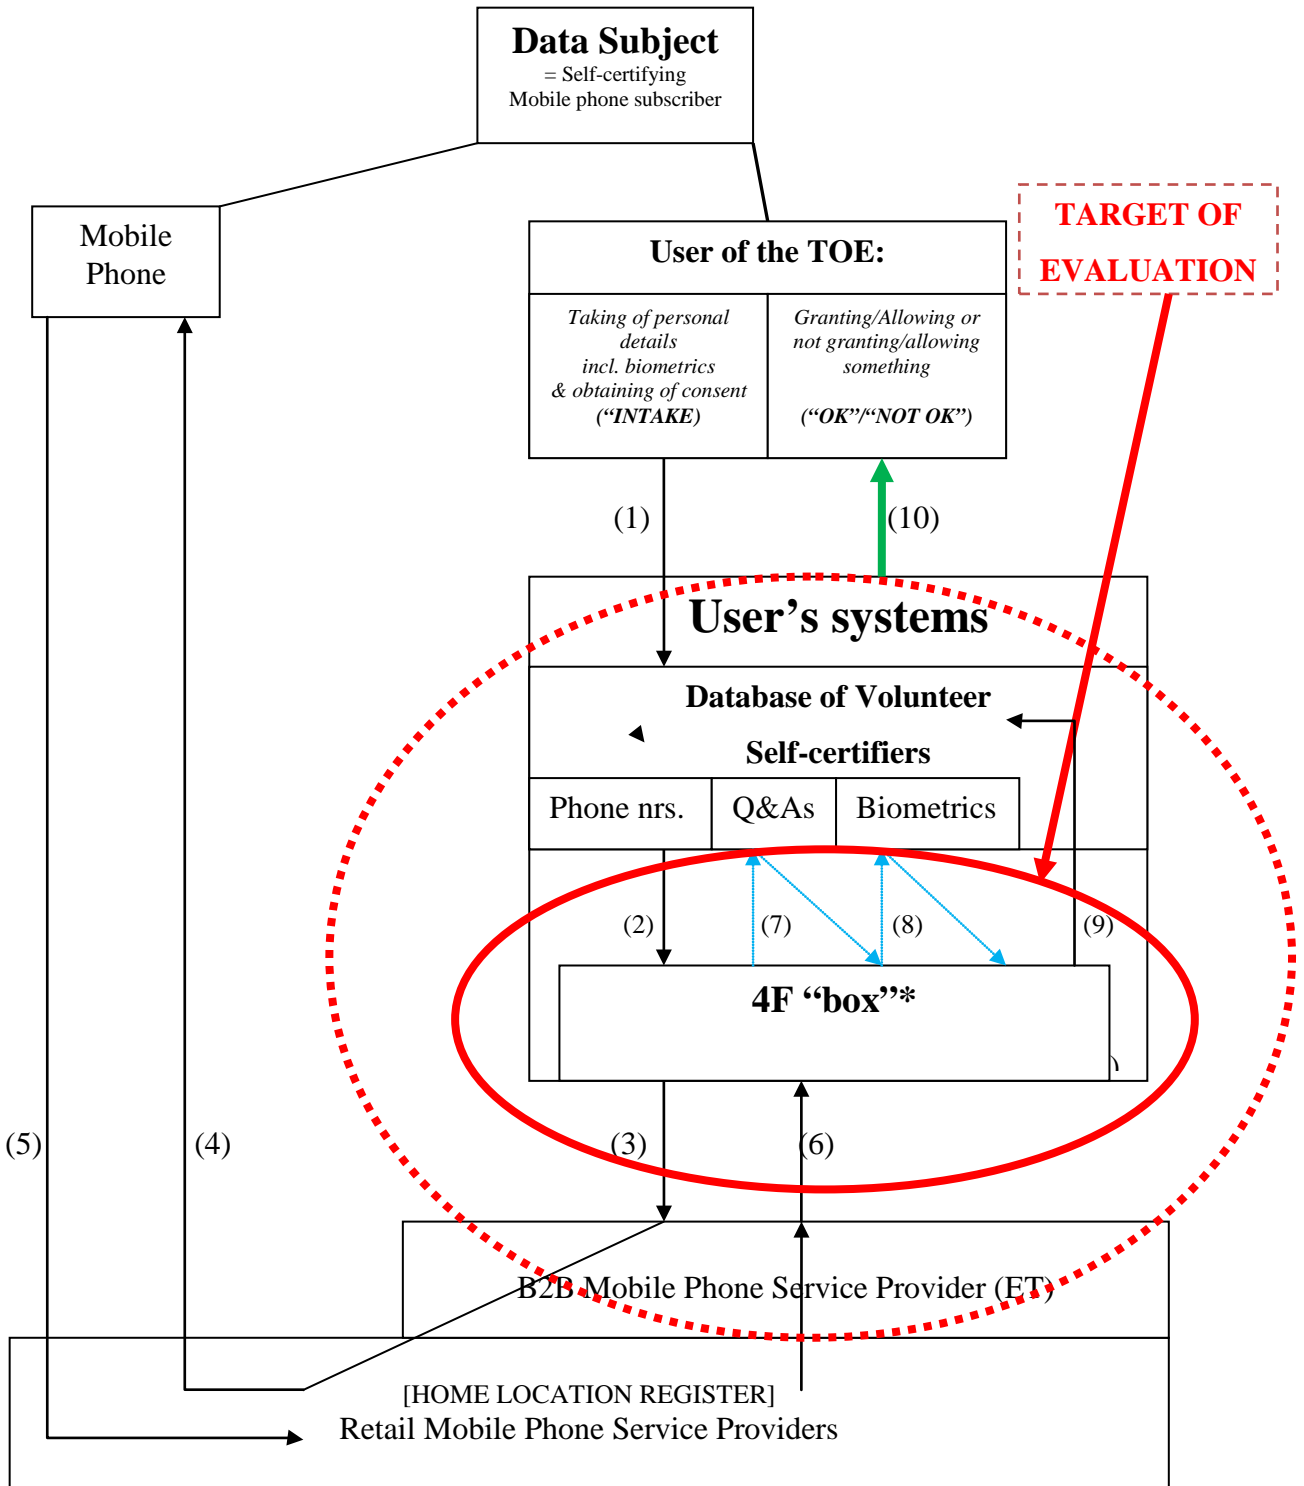 Data Subject
= Self-certifying
Mobile phone subscriber
Mobile
Phone
User of the TOE:
TARGET OF
EVALUATION
Taking of personal
details
incl. biometrics
& obtaining of consent
(“INTAKE)
Granting/Allowing or
not granting/allowing
something
(“OK”/“NOT OK”)
(1)
(10)
User’s systems
Database of Volunteer
Self-certifiers
Phone nrs.
Q&As
Biometrics
(2)
(7)
(8)
(9)
4F “box”*
)
(5)
(4)
(3)
(6)
B2B Mobile Phone Service Provider (ET)
[HOME LOCATION REGISTER]
Retail Mobile Phone Service Providers